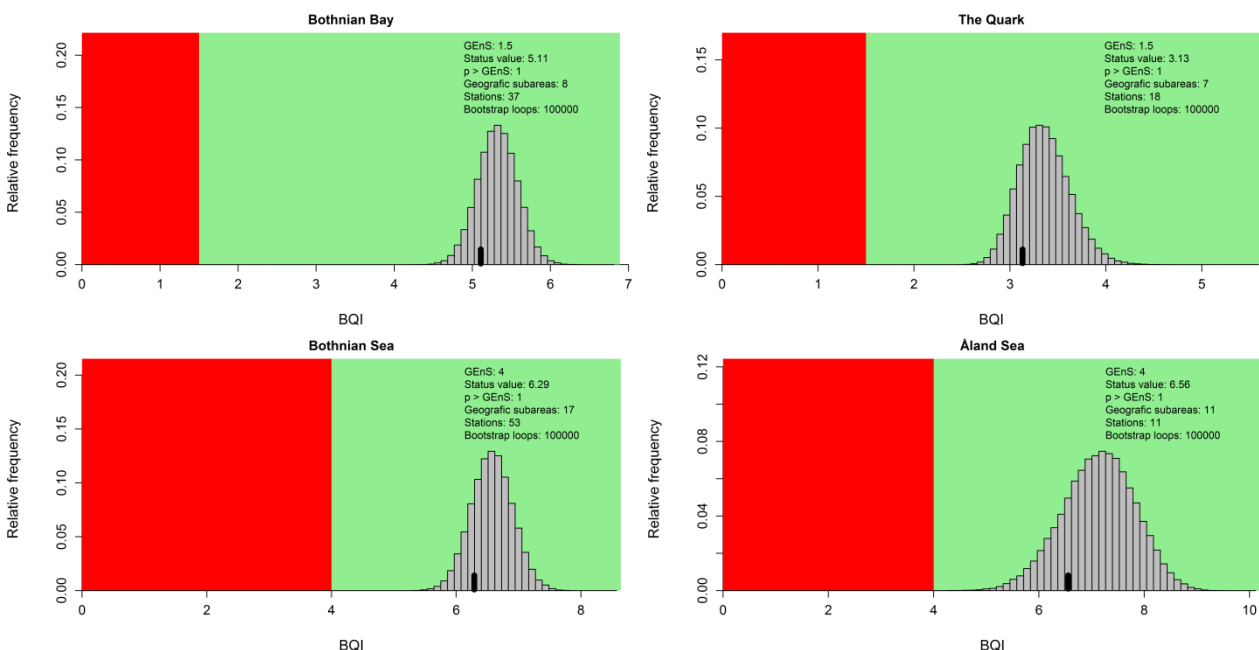 Bothnian Bay
GEnS: 1.5
Status value: 5.11
p > GEnS: 1
Geografic subareas: 8
Stations: 37
Bootstrap loops: 100000
Relative frequency
0.20
0.15
0.10
0.05
0.00
0 1 2 3 4 5 6 7
BQI
The Quark
GEnS: 1.5
Status value: 3.13
p > GEnS: 1
Geografic subareas: 7
Stations: 18
Bootstrap loops: 100000
Relative frequency
0.15
0.10
0.05
0.00
0 1 2 3 4 5
BQI
Bothnian Sea
GEnS: 4
Status value: 6.29
p > GEnS: 1
Geografic subareas: 17
Stations: 53
Bootstrap loops: 100000
Relative frequency
0.20
0.15
0.10
0.05
0.00
0 2 4 6 8
BQI
Åland Sea
GEnS: 4
Status value: 6.56
p > GEnS: 1
Geografic subareas: 11
Stations: 11
Bootstrap loops: 100000
Relative frequency
0.12
0.08
0.04
0.00
0 2 4 6 8 10
BQI